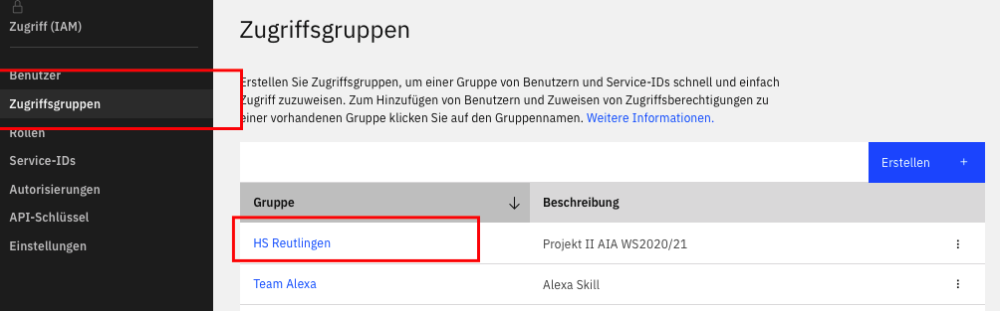 Zugriff (IAM)
Benutzer
Zugriffsgruppen
Rollen
Service-IDs
Autorisierungen
API-Schlüssel
Einstellungen
Zugriffsgruppen
Erstellen Sie Zugriffsgruppen, um einer Gruppe von Benutzern und Service-IDs schnell und einfach
Zugriff zuzuweisen. Zum Hinzufügen von Benutzern und Zuweisen von Zugriffsberechtigungen zu
einer vorhandenen Gruppe klicken Sie auf den Gruppennamen. Weitere Informationen.
Erstellen +
Gruppe Beschreibung
HS Reutlingen Projekt II AIA WS2020/21
Team Alexa Alexa Skill